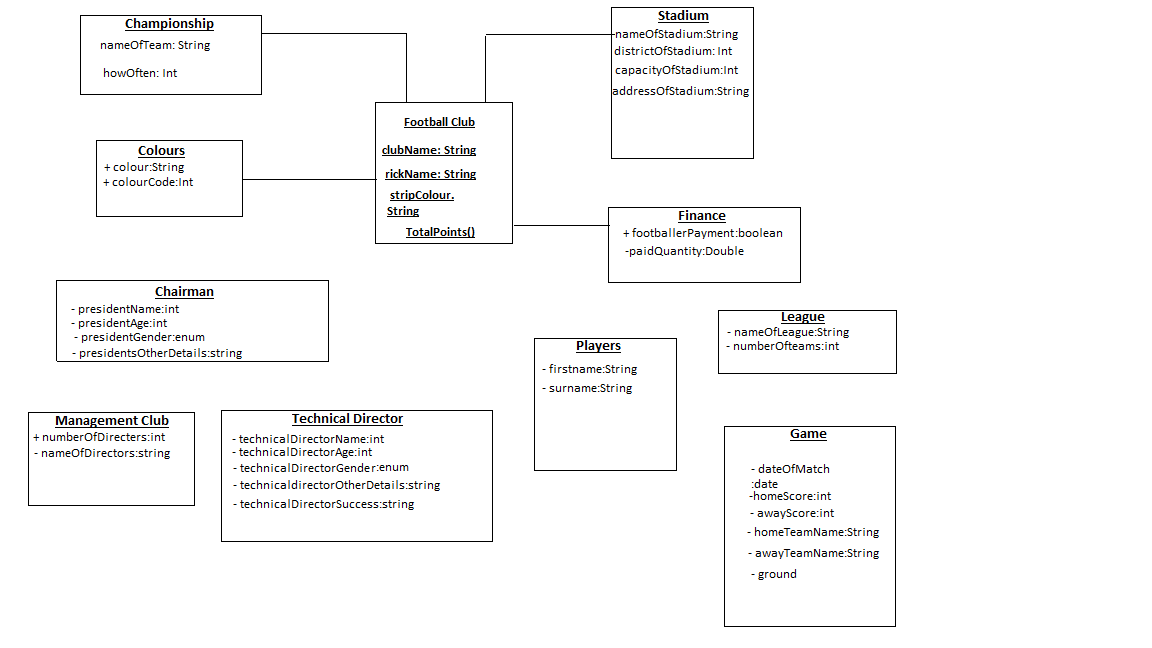 Championship
nameOfTeam: String
howOften: Int
Stadium
nameOfStadium:String
districtOfStadium: Int
capacityOfStadium:Int
addressOfStadium:String
Football Club
clubName: String
rickName: String
stripColour.
String
TotalPoints()
Colours
+ colour:String
+ colourCode:Int
Finance
+ footballerPayment:boolean
-paidQuantity:Double
Chairman
- presidentName:int
- presidentAge:int
- presidentGender:enum
- presidentsOtherDetails:string
League
- nameOfLeague:String
- numberOfteams:int
Players
- firstname:String
- surname:String
Management Club
+ numberOfDirecters:int
- nameOfDirectors:string
Technical Director
- technicalDirectorName:int
- technicalDirectorAge:int
- technicalDirectorGender:enum
- technicaldirectorOtherDetails:string
- technicalDirectorSuccess:string
Game
- dateOfMatch
:date
-homeScore:int
- awayScore:int
- homeTeamName:String
- awayTeamName:String
- ground